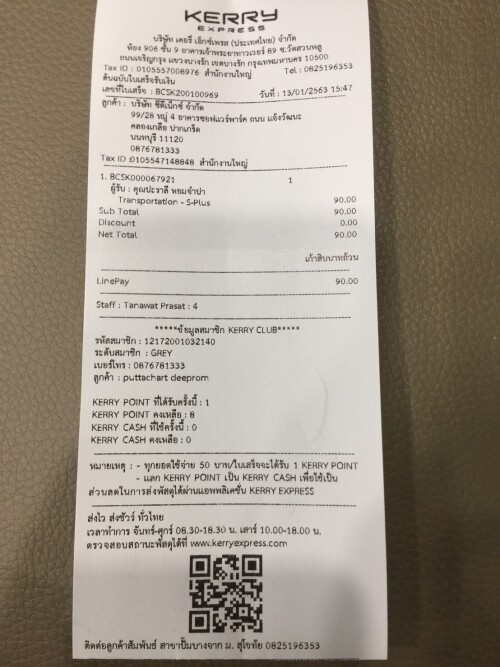 KERRY
EXPRESS
บริษัท เคอรี่ เอ็กซ์เพรส (ประเทศไทย) จำกัด
ห้อง 906 ชั้น 9 อาคารเจ้าพระยาทาวเวอร์ 89 ซ.วัดสวนพลู
ถนนเจริญกรุง แขวงบางรัก เขตบางรัก กรุงเทพมหานคร 10500
Tax ID : 0105557008976 สำนักงานใหญ่ Tel : 0825196353
ต้นฉบับใบเสร็จรับเงิน
เลขที่ใบเสร็จ : BCSK200100969 วันที่ : 13/01/2563 15:47
ลูกค้า : บริษัท ซีดีเน็กซ์ จำกัด
99/28 หมู่ 4 อาคารซอฟแวร์พาร์ค ถนน แจ้งวัฒนะ
คลองเกลือ ปากเกร็ด
นนทบุรี 11120
0876781333
Tax ID :0105547148848 สำนักงานใหญ่
1. BCSK000067921 1
ผู้รับ : คุณปะราลี หอมจำปา
Transportation - S-Plus 90.00
Sub Total 90.00
Discount 0.00
Net Total 90.00
เก้าสิบบาทถ้วน
LinePay 90.00
Staff : Tanawat Prasat : 4
*****ข้อมูลสมาชิก KERRY CLUB*****
รหัสสมาชิก : 12172001032140
ระดับสมาชิก : GREY
เบอร์โทร : 0876781333
ลูกค้า : puttachart deeprom
KERRY POINT ที่ได้รับครั้งนี้ : 1
KERRY POINT คงเหลือ : 8
KERRY CASH ที่ใช้ครั้งนี้ : 0
KERRY CASH คงเหลือ : 0
หมายเหตุ : - ทุกยอดใช้จ่าย 50 บาท/ใบเสร็จจะได้รับ 1 KERRY POINT
- แลก KERRY POINT เป็น KERRY CASH เพื่อใช้เป็น
ส่วนลดในการส่งพัสดุได้ผ่านแอพพลิเคชั่น KERRY EXPRESS
ส่งไว ส่งชัวร์ ทั่วไทย
เวลาทำการ จันทร์-ศุกร์ 08.30-18.30 น. เสาร์ 10.00-18.00 น.
ตรวจสอบสถานะพัสดุได้ที่ www.kerryexpress.com
ติดต่อลูกค้าสัมพันธ์ สาขาปั๊มบางจาก ม. สุโขทัย 0825196353